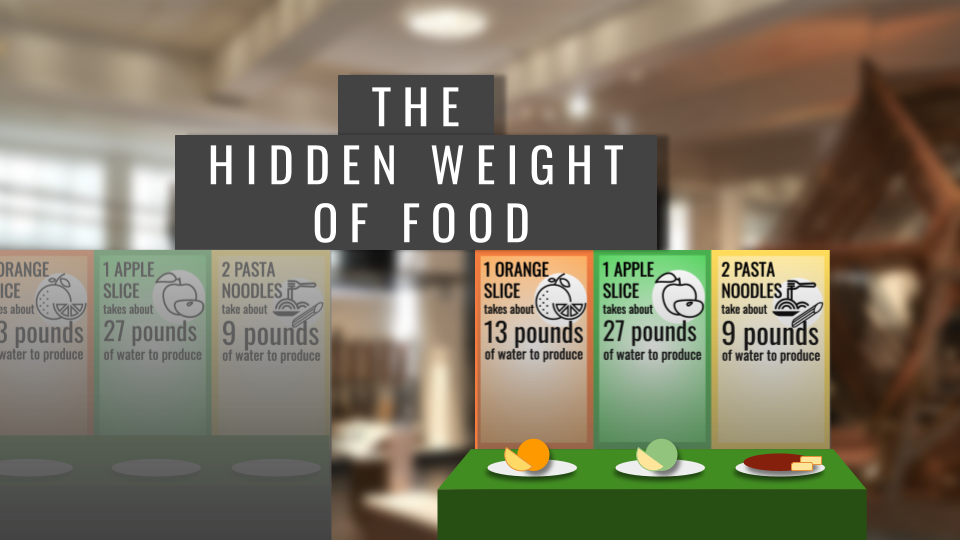 THE
HIDDEN WEIGHT
OF FOOD
ORANGE
ICE
es about
3 pounds
water to produce
1 APPLE
SLICE
takes about
27 pounds
of water to produce
2 PASTA
NOODLES
take about
9 pounds
of water to produce
1 ORANGE
SLICE
takes about
13 pounds
of water to produce
1 APPLE
SLICE
takes about
27 pounds
of water to produce
2 PASTA
NOODLES
take about
9 pounds
of water to produce